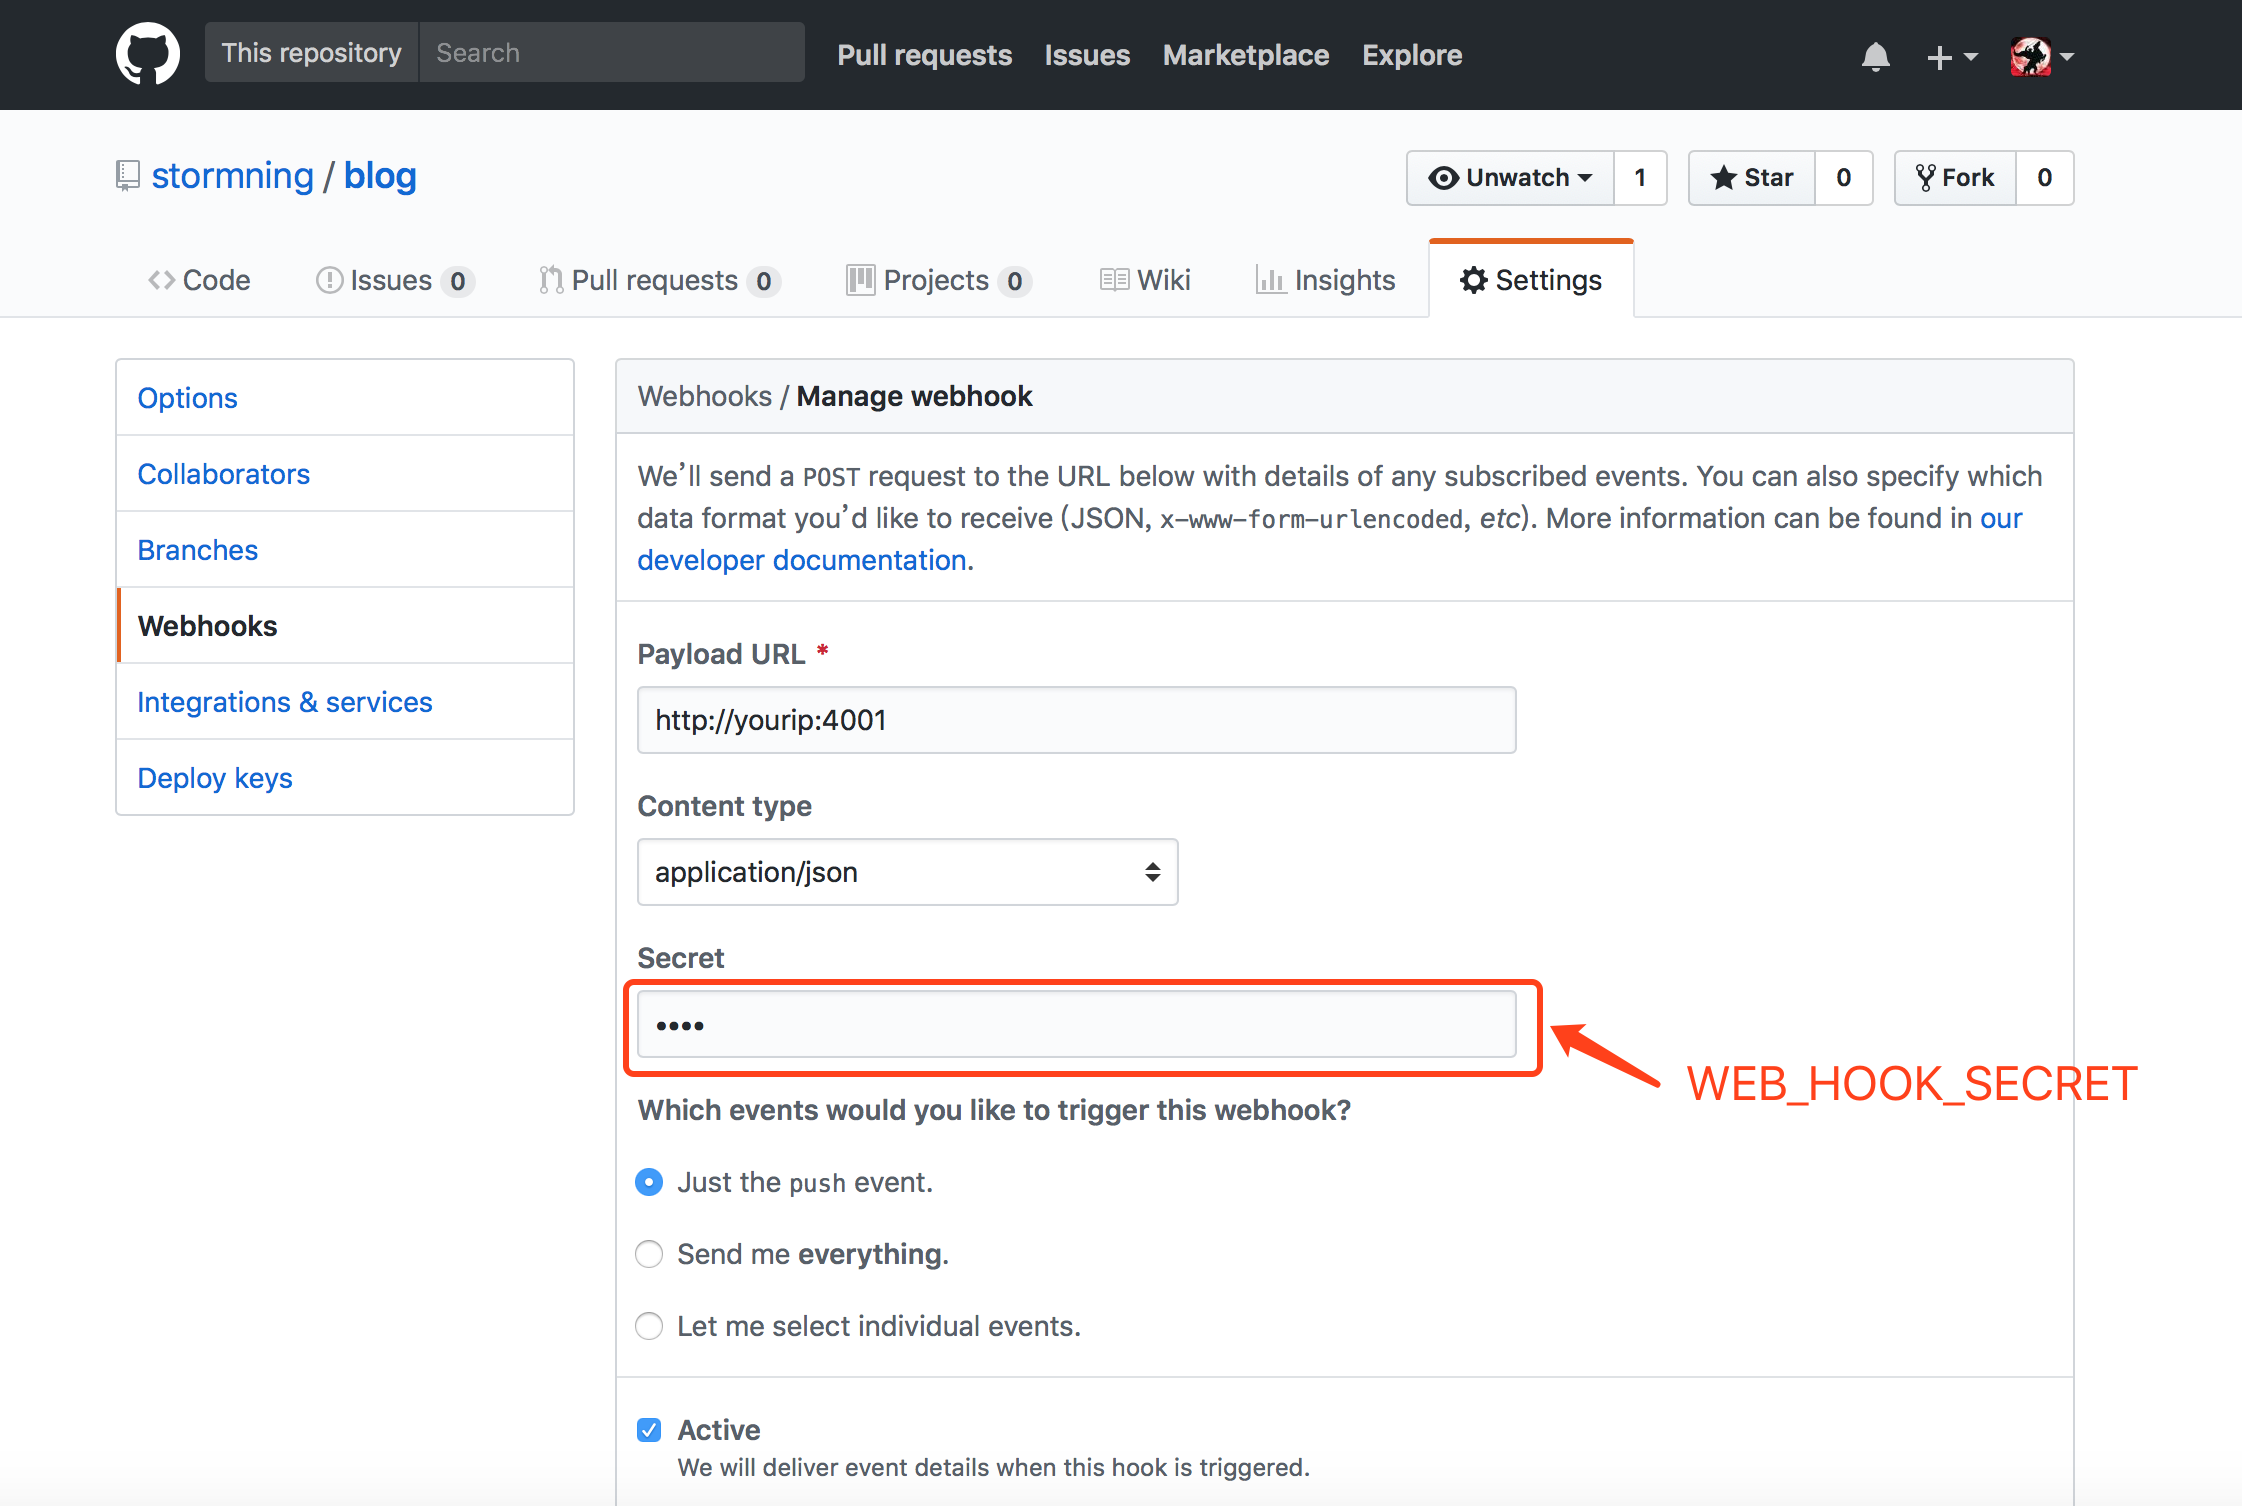 This repository Search Pull requests Issues Marketplace Explore
stormning / blog Unwatch 1 Star 0 Fork 0
Code Issues 0 Pull requests 0 Projects 0 Wiki Insights Settings
Options
Collaborators
Branches
Webhooks
Integrations & services
Deploy keys
Webhooks / Manage webhook
We’ll send a POST request to the URL below with details of any subscribed events. You can also specify which
data format you’d like to receive (JSON, x-www-form-urlencoded, etc). More information can be found in our
developer documentation.
Payload URL *
http://yourip:4001
Content type
application/json
Secret
••••
WEB_HOOK_SECRET
Which events would you like to trigger this webhook?
Just the push event.
Send me everything.
Let me select individual events.
Active
We will deliver event details when this hook is triggered.